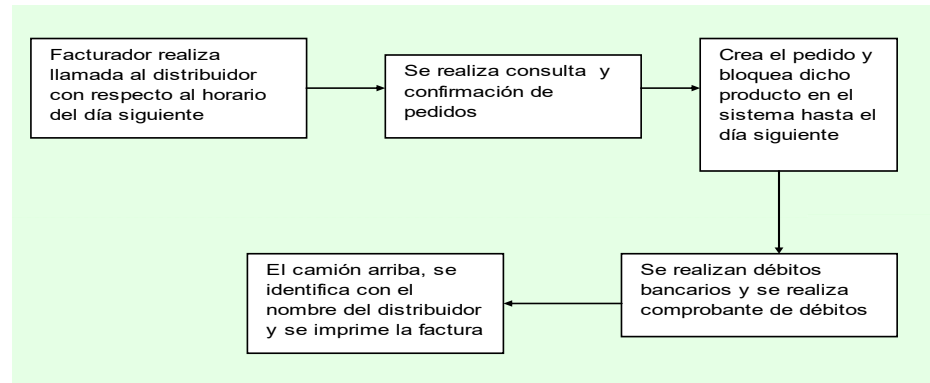 Facturador realiza
llamada al distribuidor
con respecto al horario
del día siguiente
Se realiza consulta y
confirmación de
pedidos
Crea el pedido y
bloquea dicho
producto en el
sistema hasta el
día siguiente
Se realizan débitos
bancarios y se realiza
comprobante de débitos
El camión arriba, se
identifica con el
nombre del distribuidor
y se imprime la factura